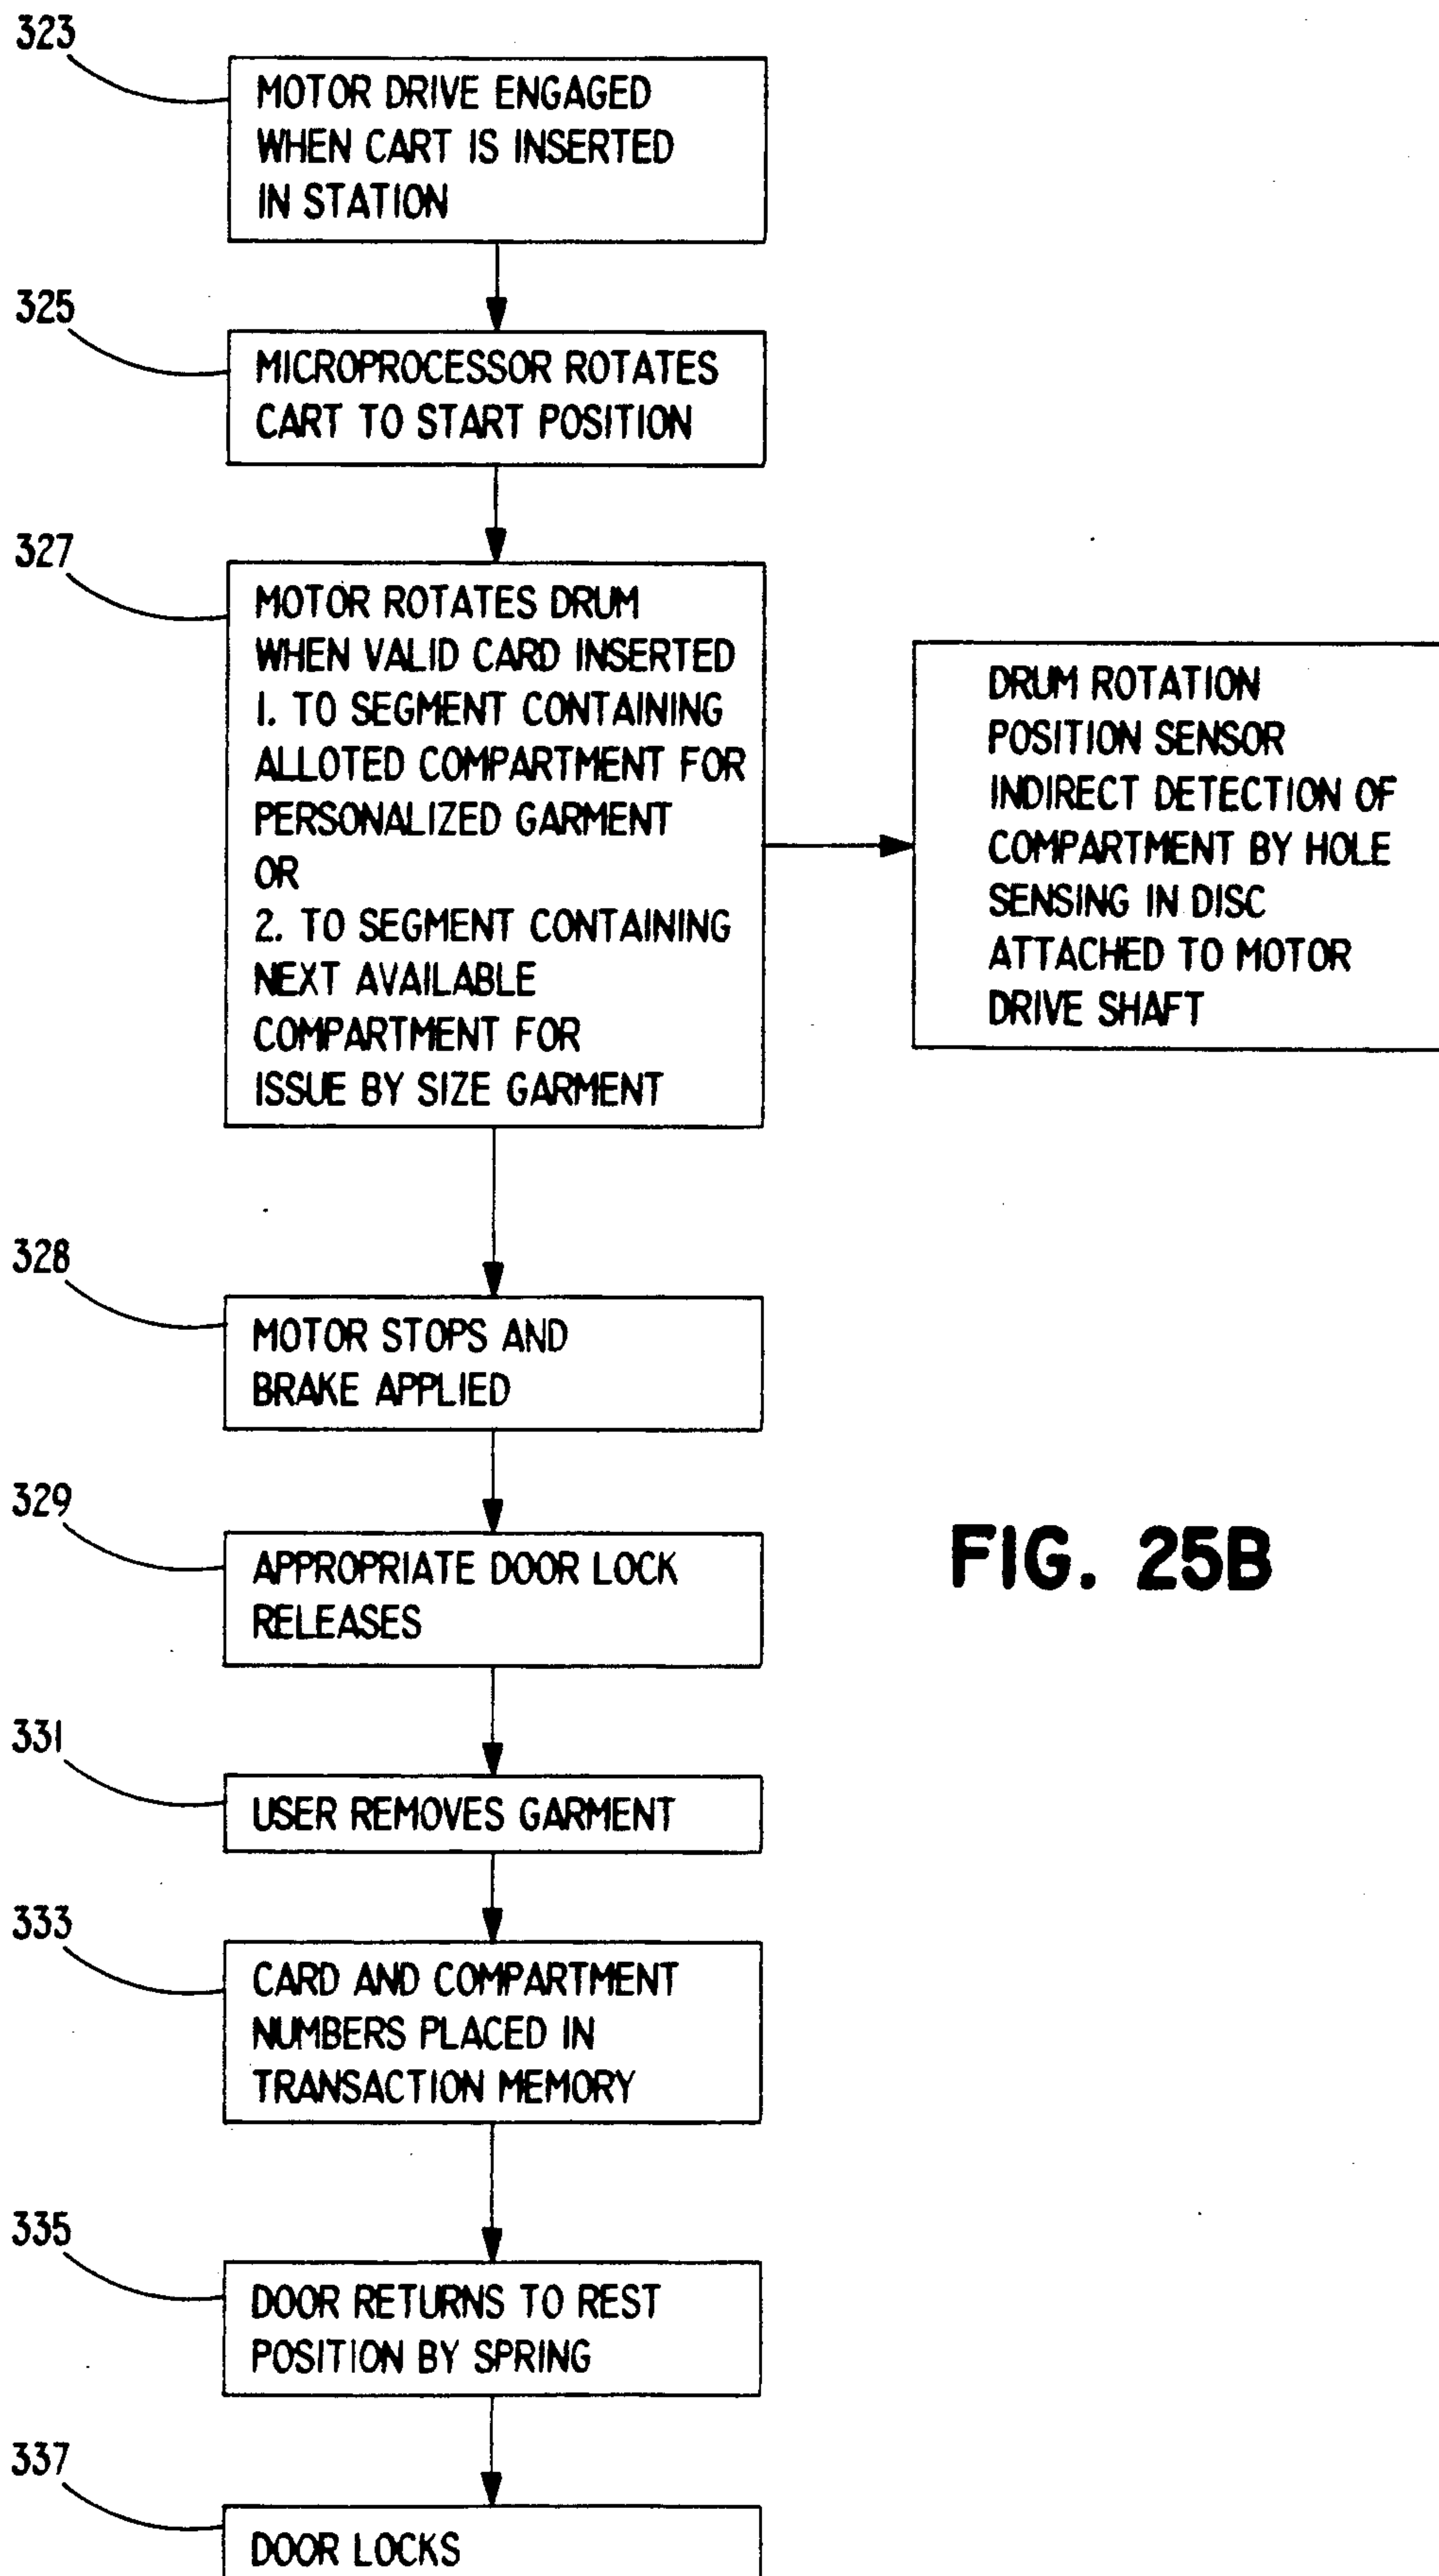 323
MOTOR DRIVE ENGAGED
WHEN CART IS INSERTED
IN STATION
325
MICROPROCESSOR ROTATES
CART TO START POSITION
327
MOTOR ROTATES DRUM
WHEN VALID CARD INSERTED
1. TO SEGMENT CONTAINING
ALLOTED COMPARTMENT FOR
PERSONALIZED GARMENT
OR
2. TO SEGMENT CONTAINING
NEXT AVAILABLE
COMPARTMENT FOR
ISSUE BY SIZE GARMENT
DRUM ROTATION
POSITION SENSOR
INDIRECT DETECTION OF
COMPARTMENT BY HOLE
SENSING IN DISC
ATTACHED TO MOTOR
DRIVE SHAFT
328
MOTOR STOPS AND
BRAKE APPLIED
329
APPROPRIATE DOOR LOCK
RELEASES
FIG. 25B
331
USER REMOVES GARMENT
333
CARD AND COMPARTMENT
NUMBERS PLACED IN
TRANSACTION MEMORY
335
DOOR RETURNS TO REST
POSITION BY SPRING
337
DOOR LOCKS